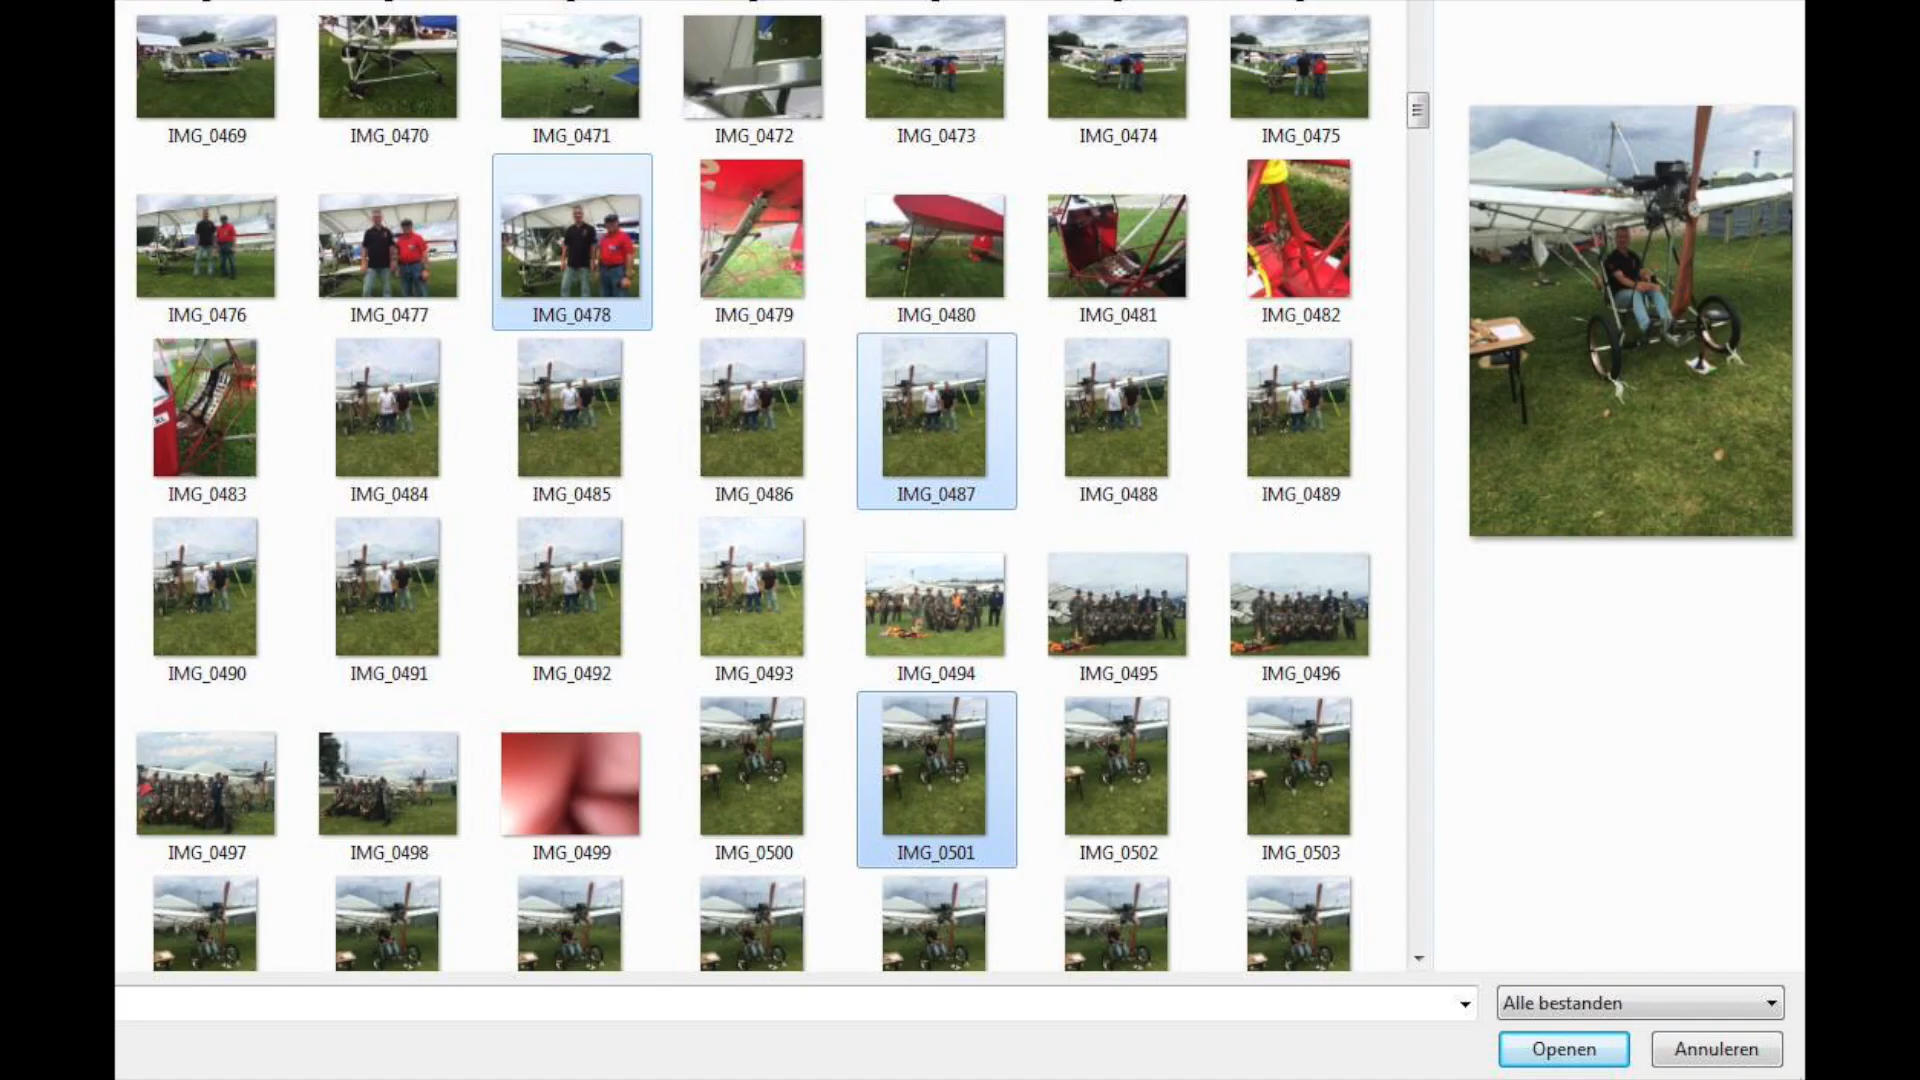 IMG_0469 IMG_0470 IMG_0471 IMG_0472 IMG_0473 IMG_0474 IMG_0475
IMG_0476 IMG_0477 IMG_0478 IMG_0479 IMG_0480 IMG_0481 IMG_0482
IMG_0483 IMG_0484 IMG_0485 IMG_0486 IMG_0487 IMG_0488 IMG_0489
IMG_0490 IMG_0491 IMG_0492 IMG_0493 IMG_0494 IMG_0495 IMG_0496
IMG_0497 IMG_0498 IMG_0499 IMG_0500 IMG_0501 IMG_0502 IMG_0503
Alle bestanden
Openen Annuleren